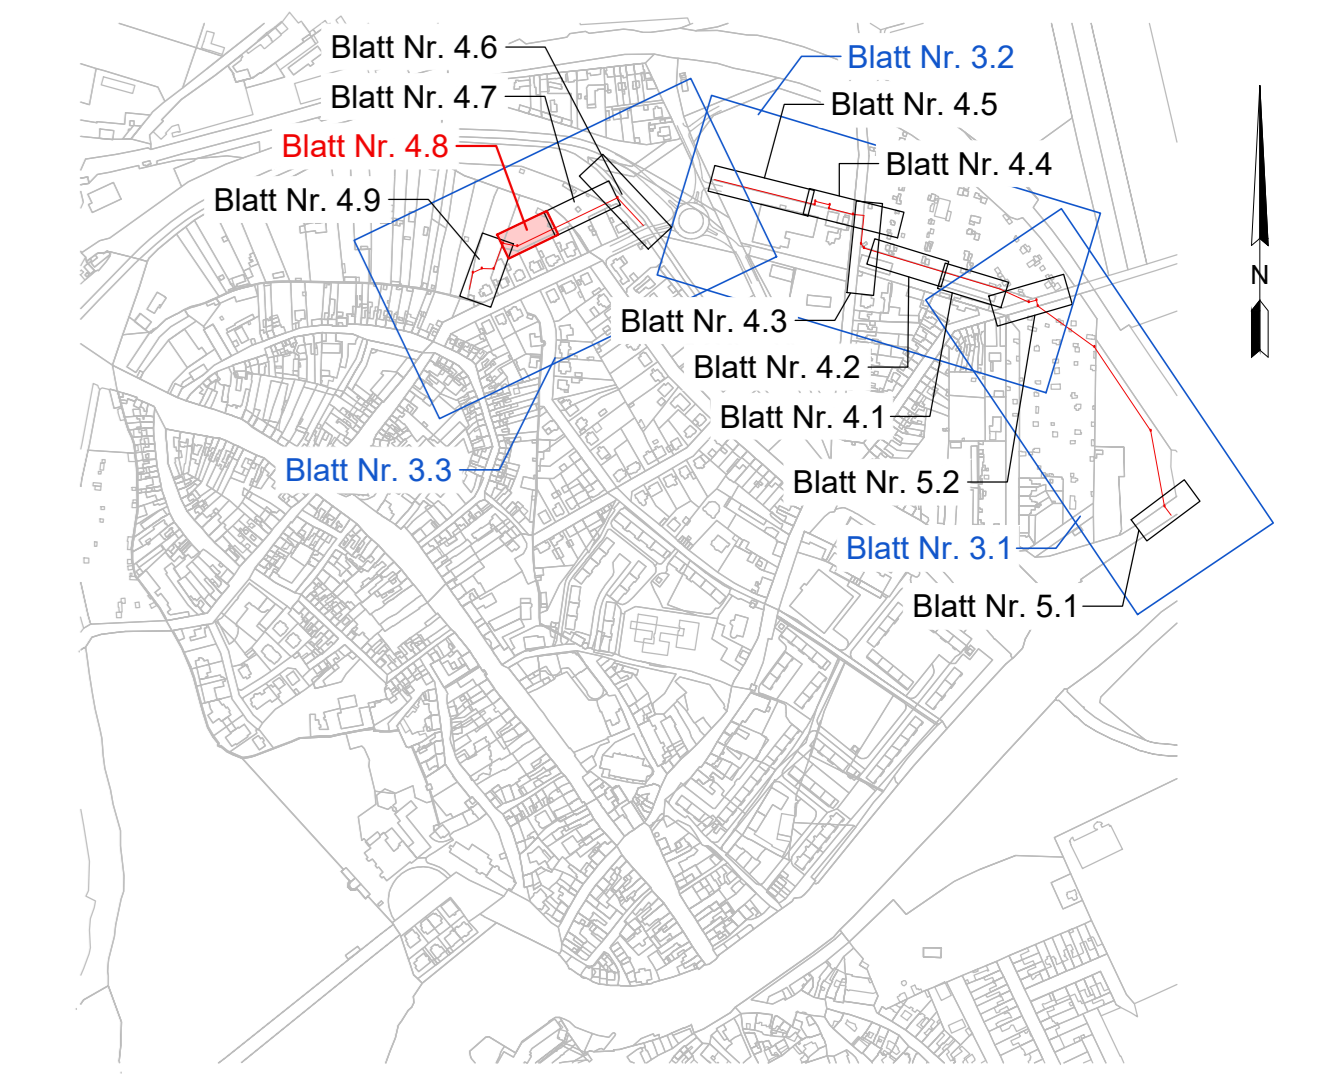 Blatt Nr. 4.6
Blatt Nr. 3.2
Blatt Nr. 4.7
Blatt Nr. 4.5
Blatt Nr. 4.8
Blatt Nr. 4.4
Blatt Nr. 4.9
N
Blatt Nr. 4.3
Blatt Nr. 4.2
Blatt Nr. 4.1
Blatt Nr. 3.3
Blatt Nr. 5.2
Blatt Nr. 3.1
Blatt Nr. 5.1